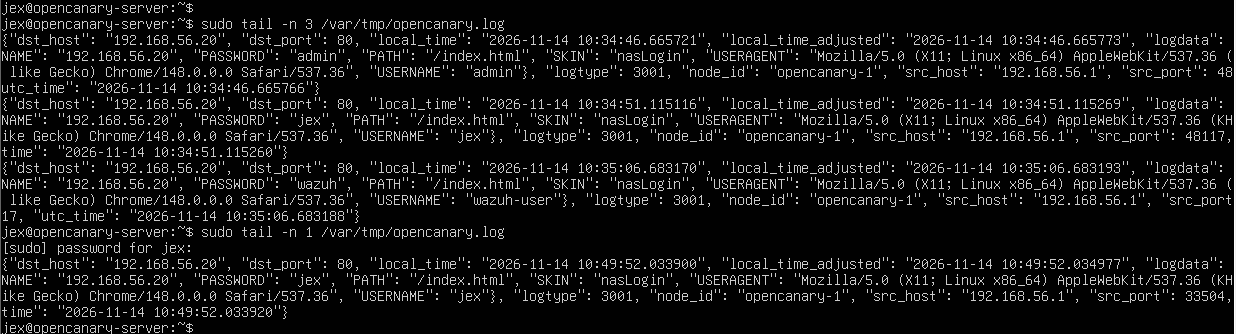 jex@opencanary-server:~$
jex@opencanary-server:~$ sudo tail -n 3 /var/tmp/opencanary.log
{"dst_host": "192.168.56.20", "dst_port": 80, "local_time": "2026-11-14 10:34:46.665721", "local_time_adjusted": "2026-11-14 10:34:46.665773", "logdata":
NAME": "192.168.56.20", "PASSWORD": "admin", "PATH": "/index.html", "SKIN": "nasLogin", "USERAGENT": "Mozilla/5.0 (X11; Linux x86_64) AppleWebKit/537.36 (
 like Gecko) Chrome/148.0.0.0 Safari/537.36", "USERNAME": "admin"}, "logtype": 3001, "node_id": "opencanary-1", "src_host": "192.168.56.1", "src_port": 48
utc_time": "2026-11-14 10:34:46.665766"}
{"dst_host": "192.168.56.20", "dst_port": 80, "local_time": "2026-11-14 10:34:51.115116", "local_time_adjusted": "2026-11-14 10:34:51.115269", "logdata":
NAME": "192.168.56.20", "PASSWORD": "jex", "PATH": "/index.html", "SKIN": "nasLogin", "USERAGENT": "Mozilla/5.0 (X11; Linux x86_64) AppleWebKit/537.36 (KH
ike Gecko) Chrome/148.0.0.0 Safari/537.36", "USERNAME": "jex"}, "logtype": 3001, "node_id": "opencanary-1", "src_host": "192.168.56.1", "src_port": 48117,
time": "2026-11-14 10:34:51.115260"}
{"dst_host": "192.168.56.20", "dst_port": 80, "local_time": "2026-11-14 10:35:06.683170", "local_time_adjusted": "2026-11-14 10:35:06.683193", "logdata":
NAME": "192.168.56.20", "PASSWORD": "wazuh", "PATH": "/index.html", "SKIN": "nasLogin", "USERAGENT": "Mozilla/5.0 (X11; Linux x86_64) AppleWebKit/537.36 (
 like Gecko) Chrome/148.0.0.0 Safari/537.36", "USERNAME": "wazuh-user"}, "logtype": 3001, "node_id": "opencanary-1", "src_host": "192.168.56.1", "src_port
17, "utc_time": "2026-11-14 10:35:06.683188"}
jex@opencanary-server:~$ sudo tail -n 1 /var/tmp/opencanary.log
[sudo] password for jex:
{"dst_host": "192.168.56.20", "dst_port": 80, "local_time": "2026-11-14 10:49:52.033900", "local_time_adjusted": "2026-11-14 10:49:52.034977", "logdata":
NAME": "192.168.56.20", "PASSWORD": "jex", "PATH": "/index.html", "SKIN": "nasLogin", "USERAGENT": "Mozilla/5.0 (X11; Linux x86_64) AppleWebKit/537.36 (KH
ike Gecko) Chrome/148.0.0.0 Safari/537.36", "USERNAME": "jex"}, "logtype": 3001, "node_id": "opencanary-1", "src_host": "192.168.56.1", "src_port": 33504,
time": "2026-11-14 10:49:52.033920"}
jex@opencanary-server:~$